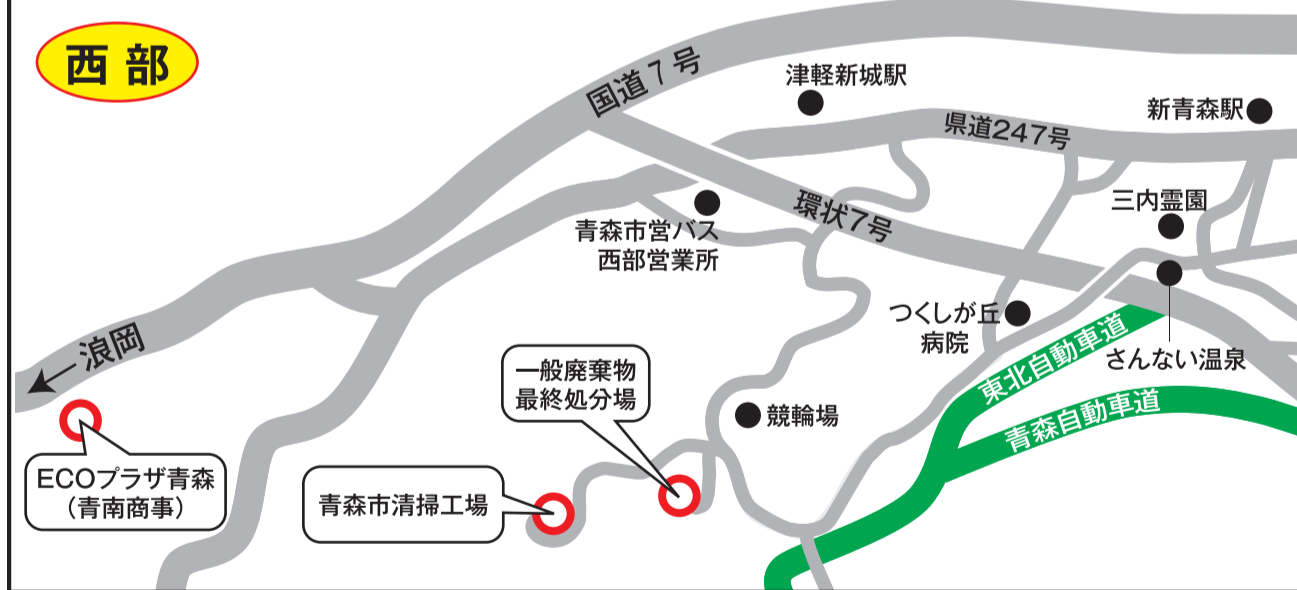 西部
国道7号
津軽新城駅
新青森駅
県道247号
三内霊園
環状7号
青森市営バス
西部営業所
つくしが丘
病院
さんない温泉
東北自動車道
青森自動車道
←浪岡
一般廃棄物
最終処分場
競輪場
ECOプラザ青森
(青南商事)
青森市清掃工場